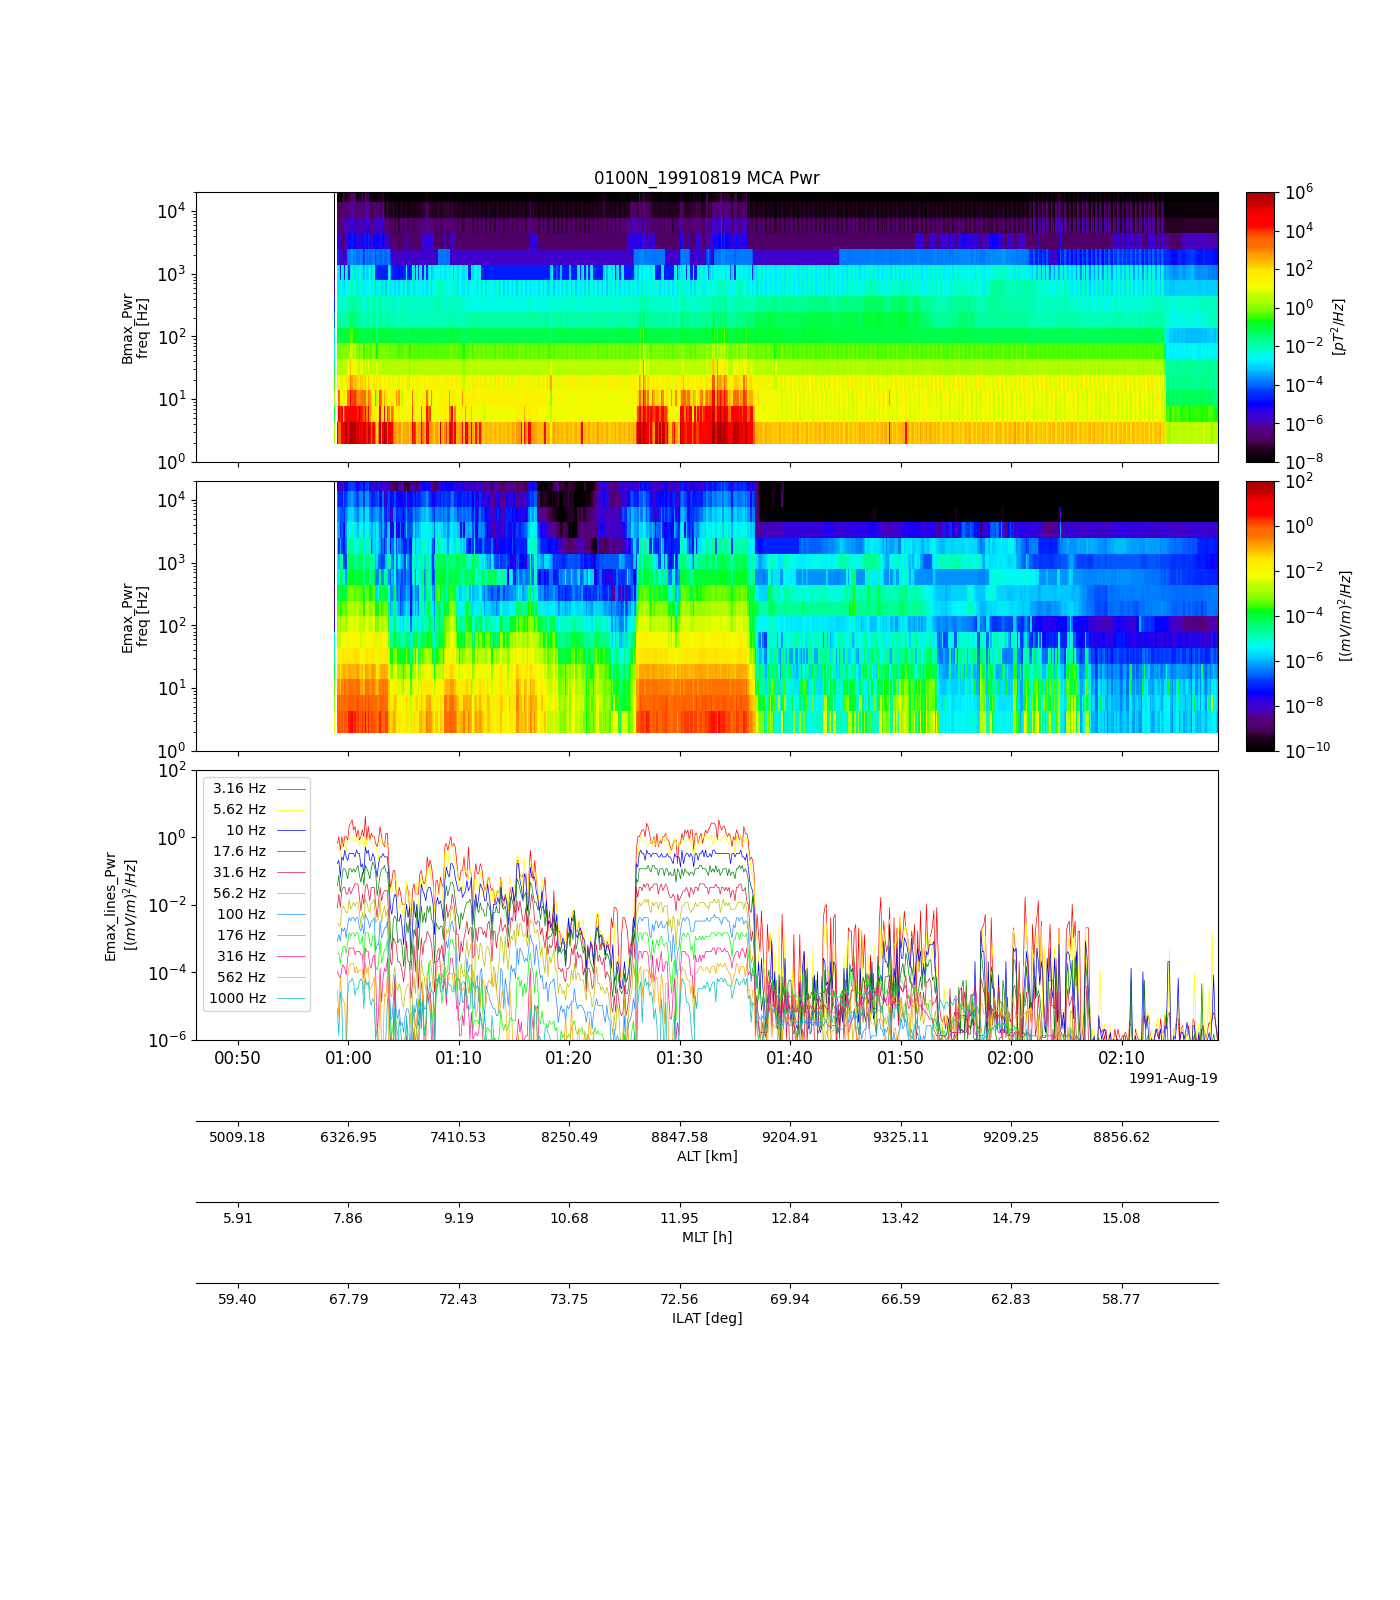 0100N_19910819 MCA Pwr
10^4
10^3
10^2
10^1
10^0
Bmax_Pwr
freq [Hz]
10^6
10^4
10^2
10^0
10^-2
10^-4
10^-6
10^-8
[pT^2/Hz]
10^4
10^3
10^2
10^1
10^0
Emax_Pwr
freq [Hz]
10^2
10^0
10^-2
10^-4
10^-6
10^-8
10^-10
[(mV/m)^2/Hz]
10^2
10^0
10^-2
10^-4
10^-6
Emax_lines_Pwr
[(mV/m)^2/Hz]
3.16 Hz
5.62 Hz
10 Hz
17.6 Hz
31.6 Hz
56.2 Hz
100 Hz
176 Hz
316 Hz
562 Hz
1000 Hz
00:50 01:00 01:10 01:20 01:30 01:40 01:50 02:00 02:10
1991-Aug-19
5009.18 6326.95 7410.53 8250.49 8847.58 9204.91 9325.11 9209.25 8856.62
ALT [km]
5.91 7.86 9.19 10.68 11.95 12.84 13.42 14.79 15.08
MLT [h]
59.40 67.79 72.43 73.75 72.56 69.94 66.59 62.83 58.77
ILAT [deg]